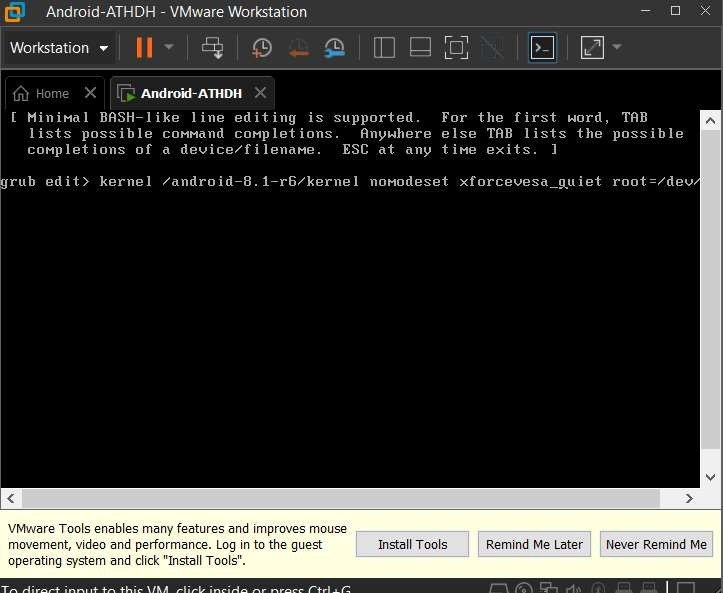 Android-ATHDH - VMware Workstation
Workstation
Home
Android-ATHDH
[ Minimal BASH-like line editing is supported. For the first word, TAB
lists possible command completions. Anywhere else TAB lists the possible
completions of a device/filename. ESC at any time exits. ]
grub edit> kernel /android-8.1-r6/kernel nomodeset xforcevesa_quiet root=/dev/
VMware Tools enables many features and improves mouse
movement, video and performance. Log in to the guest
operating system and click "Install Tools".
Install Tools
Remind Me Later
Never Remind Me
To direct input to this VM, click inside or press Ctrl+G.